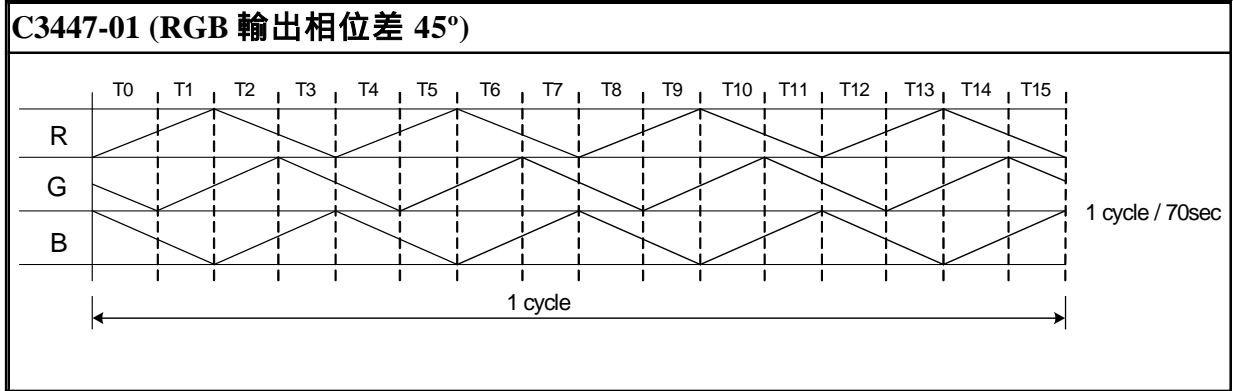 C3447-01 (RGB 輸出相位差 45º)
T0 T1 T2 T3 T4 T5 T6 T7 T8 T9 T10 T11 T12 T13 T14 T15
R
G
B
1 cycle / 70sec
1 cycle